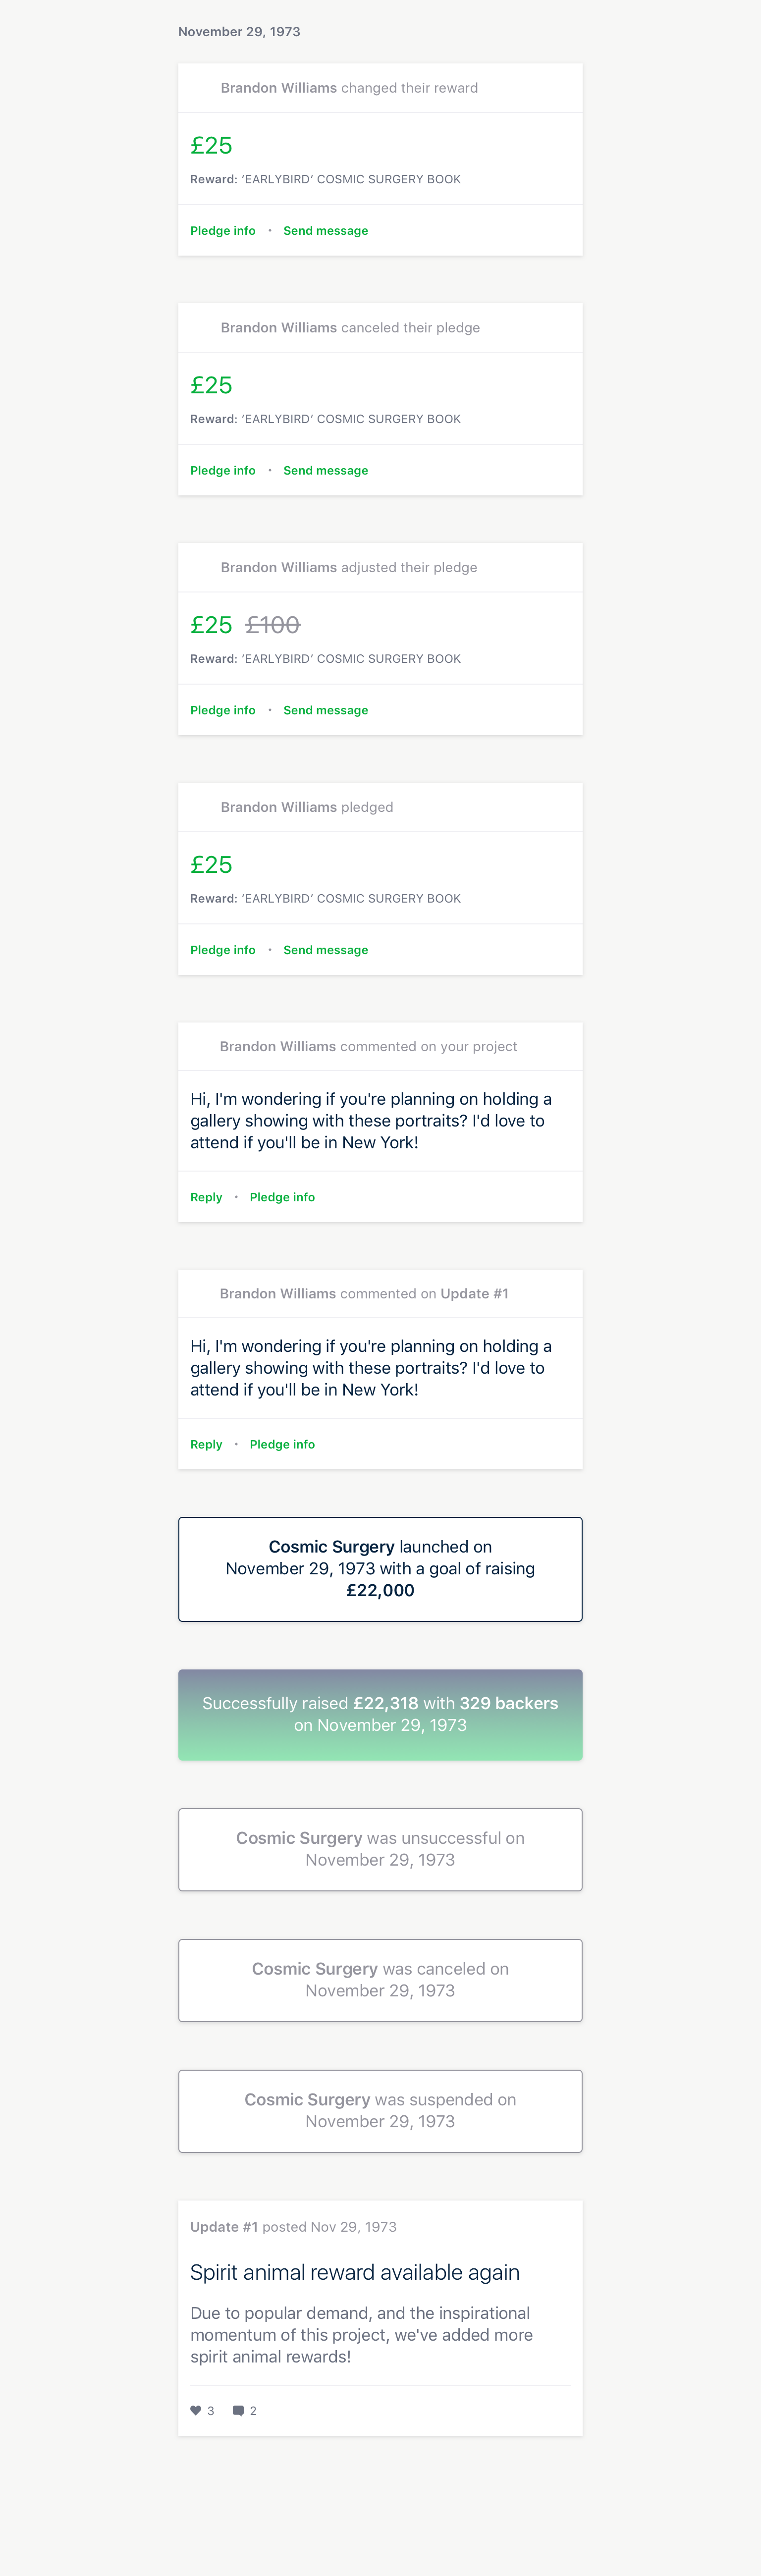 November 29, 1973
Brandon Williams changed their reward
£25
Reward: ‘EARLYBIRD’ COSMIC SURGERY BOOK
Pledge info • Send message
Brandon Williams canceled their pledge
£25
Reward: ‘EARLYBIRD’ COSMIC SURGERY BOOK
Pledge info • Send message
Brandon Williams adjusted their pledge
£25 £100
Reward: ‘EARLYBIRD’ COSMIC SURGERY BOOK
Pledge info • Send message
Brandon Williams pledged
£25
Reward: ‘EARLYBIRD’ COSMIC SURGERY BOOK
Pledge info • Send message
Brandon Williams commented on your project
Hi, I'm wondering if you're planning on holding a
gallery showing with these portraits? I'd love to
attend if you'll be in New York!
Reply • Pledge info
Brandon Williams commented on Update #1
Hi, I'm wondering if you're planning on holding a
gallery showing with these portraits? I'd love to
attend if you'll be in New York!
Reply • Pledge info
Cosmic Surgery launched on
November 29, 1973 with a goal of raising
£22,000
Successfully raised £22,318 with 329 backers
on November 29, 1973
Cosmic Surgery was unsuccessful on
November 29, 1973
Cosmic Surgery was canceled on
November 29, 1973
Cosmic Surgery was suspended on
November 29, 1973
Update #1 posted Nov 29, 1973
Spirit animal reward available again
Due to popular demand, and the inspirational
momentum of this project, we've added more
spirit animal rewards!
3 2